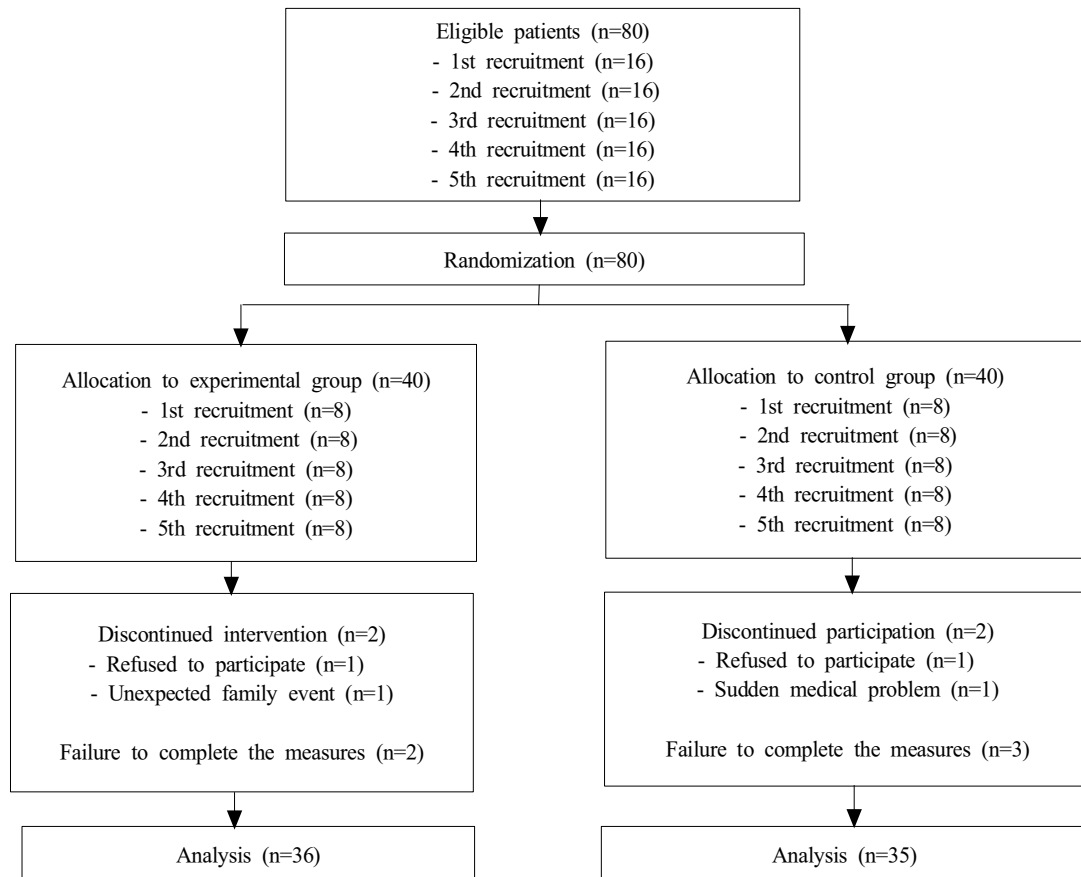 Eligible patients (n=80)
- 1st recruitment (n=16)
- 2nd recruitment (n=16)
- 3rd recruitment (n=16)
- 4th recruitment (n=16)
- 5th recruitment (n=16)
Randomization (n=80)
Allocation to experimental group (n=40)
- 1st recruitment (n=8)
- 2nd recruitment (n=8)
- 3rd recruitment (n=8)
- 4th recruitment (n=8)
- 5th recruitment (n=8)
Allocation to control group (n=40)
- 1st recruitment (n=8)
- 2nd recruitment (n=8)
- 3rd recruitment (n=8)
- 4th recruitment (n=8)
- 5th recruitment (n=8)
Discontinued intervention (n=2)
- Refused to participate (n=1)
- Unexpected family event (n=1)
Failure to complete the measures (n=2)
Discontinued participation (n=2)
- Refused to participate (n=1)
- Sudden medical problem (n=1)
Failure to complete the measures (n=3)
Analysis (n=36)
Analysis (n=35)